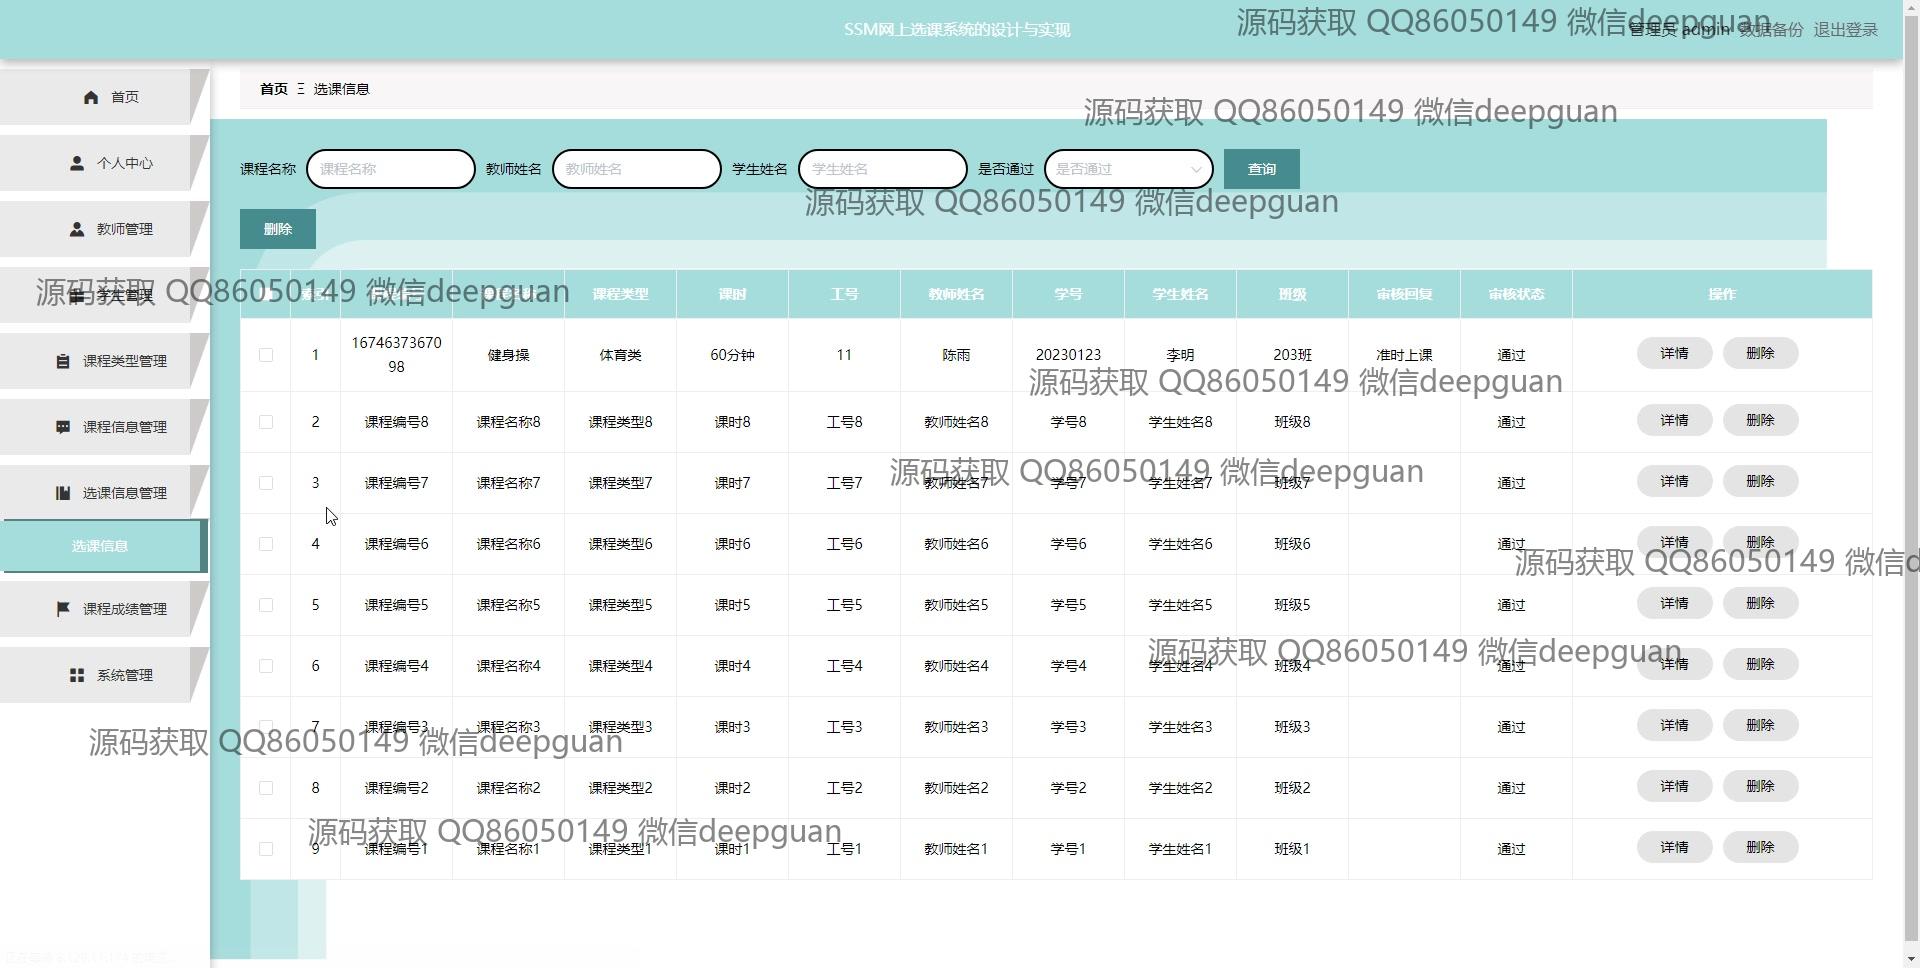 SSM网上选课系统的设计与实现
源码获取 QQ86050149 微信deepguan
管理员 admin 数据备份 退出登录
首页
个人中心
教师管理
学生管理
课程类型管理
课程信息管理
选课信息管理
选课信息
课程成绩管理
系统管理
首页 Ξ 选课信息
源码获取 QQ86050149 微信deepguan
课程名称 课程名称 教师姓名 教师姓名 学生姓名 学生姓名 是否通过 是否通过 查询
源码获取 QQ86050149 微信deepguan
删除
源码获取 QQ86050149 微信deepguan
课程类型 课时 工号 教师姓名 学号 学生姓名 班级 审核回复 审核状态 操作
1 1674637367098 健身操 体育类 60分钟 11 陈雨 20230123 李明 203班 准时上课 通过 详情 删除
源码获取 QQ86050149 微信deepguan
2 课程编号8 课程名称8 课程类型8 课时8 工号8 教师姓名8 学号8 学生姓名8 班级8 通过 详情 删除
源码获取 QQ86050149 微信deepguan
3 课程编号7 课程名称7 课程类型7 课时7 工号7 教师姓名7 学号7 学生姓名7 班级7 通过 详情 删除
4 课程编号6 课程名称6 课程类型6 课时6 工号6 教师姓名6 学号6 学生姓名6 班级6 通过 详情 删除
源码获取 QQ86050149 微信d
5 课程编号5 课程名称5 课程类型5 课时5 工号5 教师姓名5 学号5 学生姓名5 班级5 通过 详情 删除
源码获取 QQ86050149 微信deepguan
6 课程编号4 课程名称4 课程类型4 课时4 工号4 教师姓名4 学号4 学生姓名4 班级4 通过 详情 删除
7 课程编号3 课程名称3 课程类型3 课时3 工号3 教师姓名3 学号3 学生姓名3 班级3 通过 详情 删除
源码获取 QQ86050149 微信deepguan
8 课程编号2 课程名称2 课程类型2 课时2 工号2 教师姓名2 学号2 学生姓名2 班级2 通过 详情 删除
源码获取 QQ86050149 微信deepguan
9 课程编号1 课程名称1 课程类型1 课时1 工号1 教师姓名1 学号1 学生姓名1 班级1 通过 详情 删除